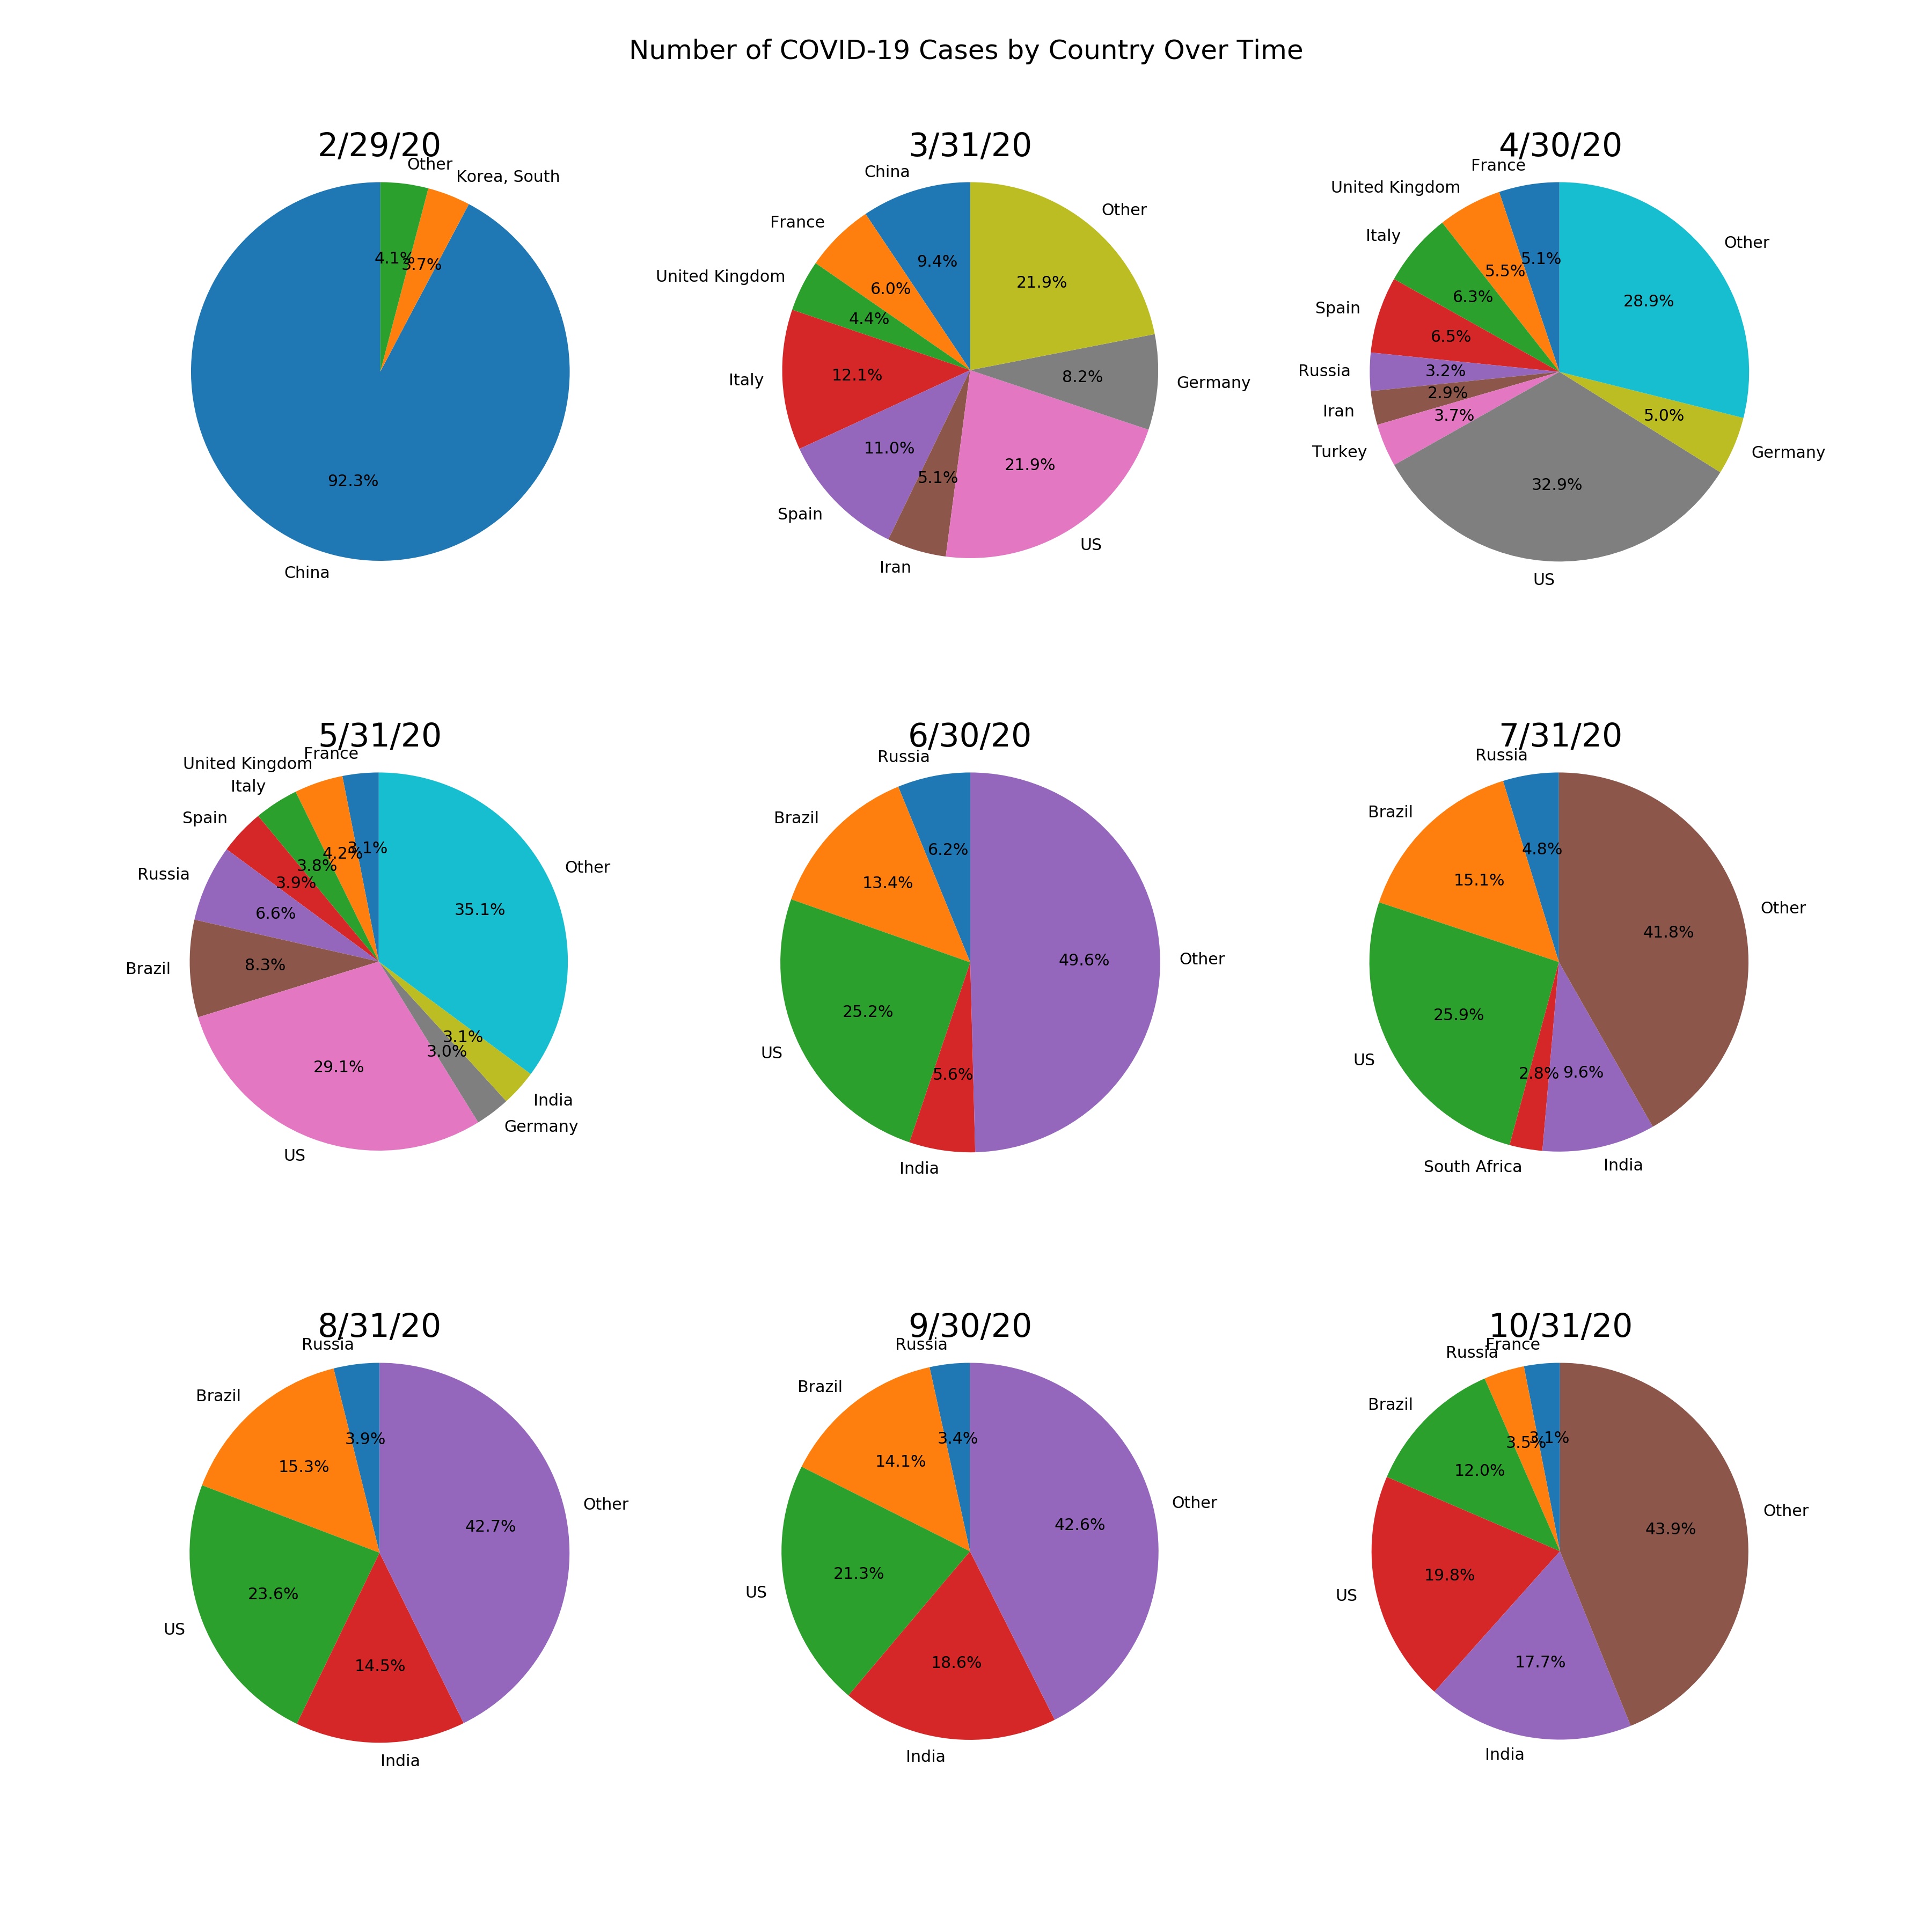 Number of COVID-19 Cases by Country Over Time
2/29/20
Other
Korea, South
4.1%
3.7%
92.3%
China
3/31/20
China
Other
France
9.4%
21.9%
United Kingdom
6.0%
4.4%
Italy
12.1%
8.2%
Germany
11.0%
5.1%
21.9%
Spain
US
Iran
4/30/20
France
United Kingdom
Italy
Other
5.1%
5.5%
6.3%
28.9%
Spain
6.5%
Russia
3.2%
2.9%
Iran
3.7%
5.0%
Turkey
Germany
32.9%
US
5/31/20
France
United Kingdom
Italy
Spain
3.1%
4.2%
3.8%
Other
Russia
3.9%
6.6%
35.1%
Brazil
8.3%
3.1%
3.0%
29.1%
India
Germany
US
6/30/20
Russia
Brazil
6.2%
13.4%
49.6%
Other
25.2%
US
5.6%
India
7/31/20
Russia
Brazil
4.8%
15.1%
Other
41.8%
25.9%
US
2.8%
9.6%
South Africa
India
8/31/20
Russia
Brazil
3.9%
15.3%
Other
42.7%
23.6%
US
14.5%
India
9/30/20
Russia
Brazil
3.4%
14.1%
Other
42.6%
21.3%
US
18.6%
India
10/31/20
France
Russia
Brazil
3.1%
3.5%
12.0%
Other
43.9%
19.8%
US
17.7%
India